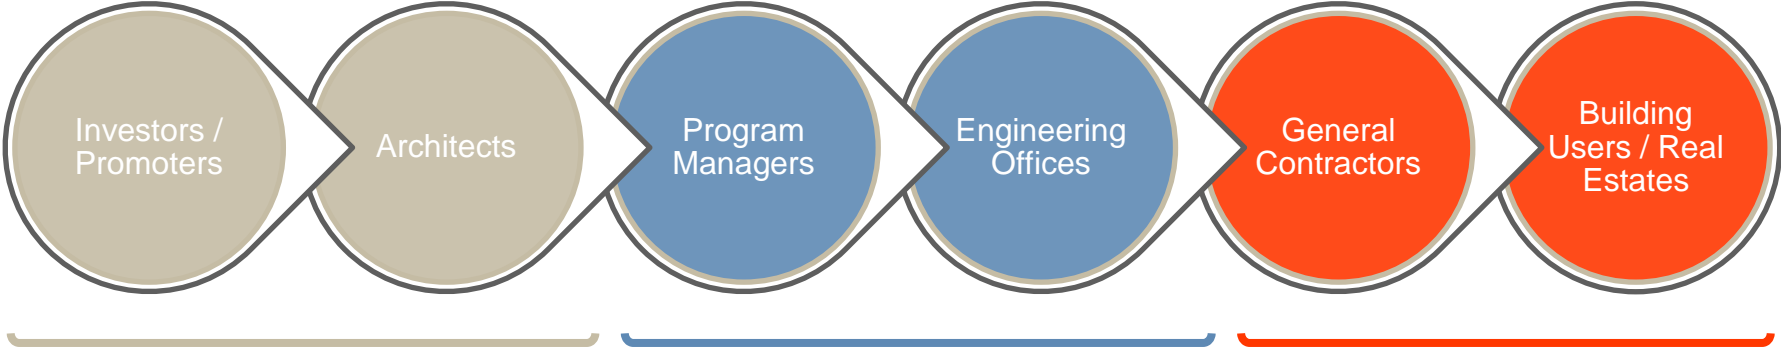 Investors /
Promoters
Architects
Program
Managers
Engineering
Offices
General
Contractors
Building
Users / Real
Estates